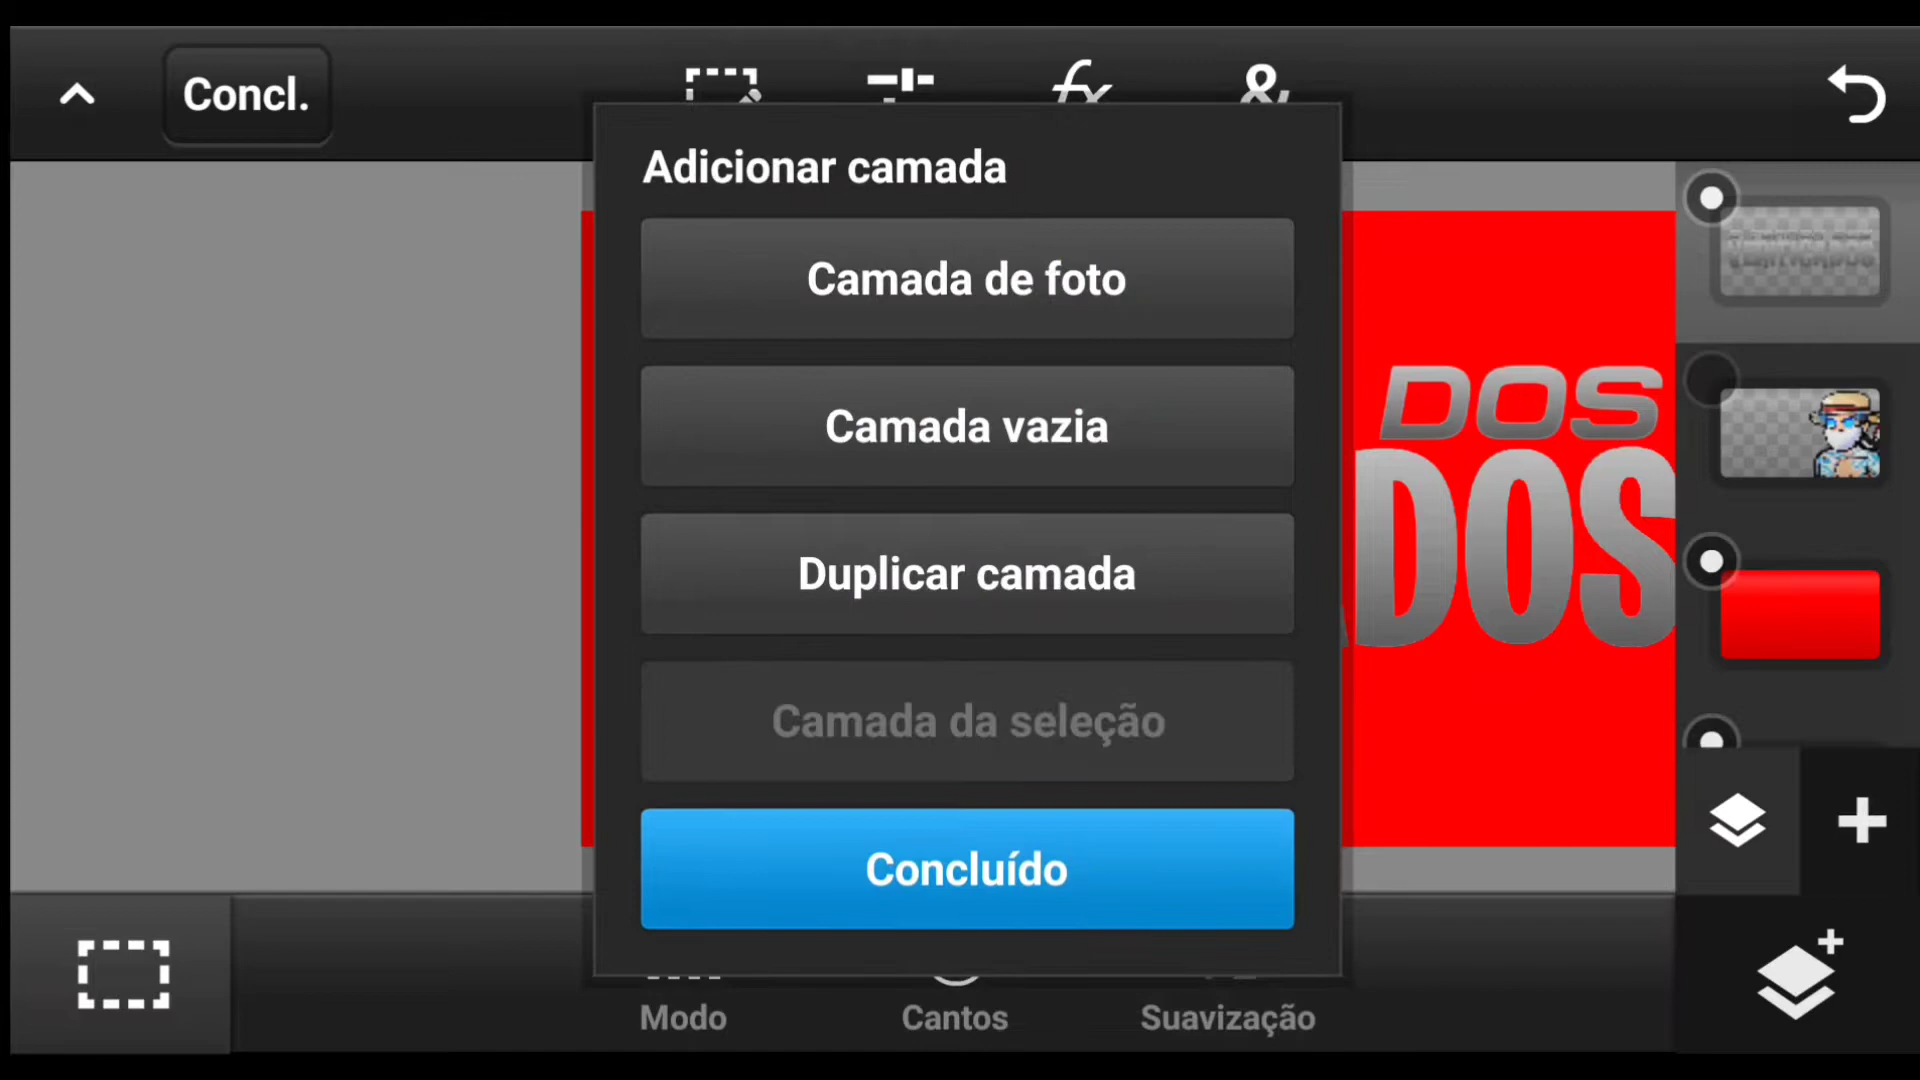 Concl.
fx
&
Adicionar camada
Camada de foto
Camada vazia
DOS
Duplicar camada
DOS
Camada da seleção
Concluído
Modo
Cantos
Suavização